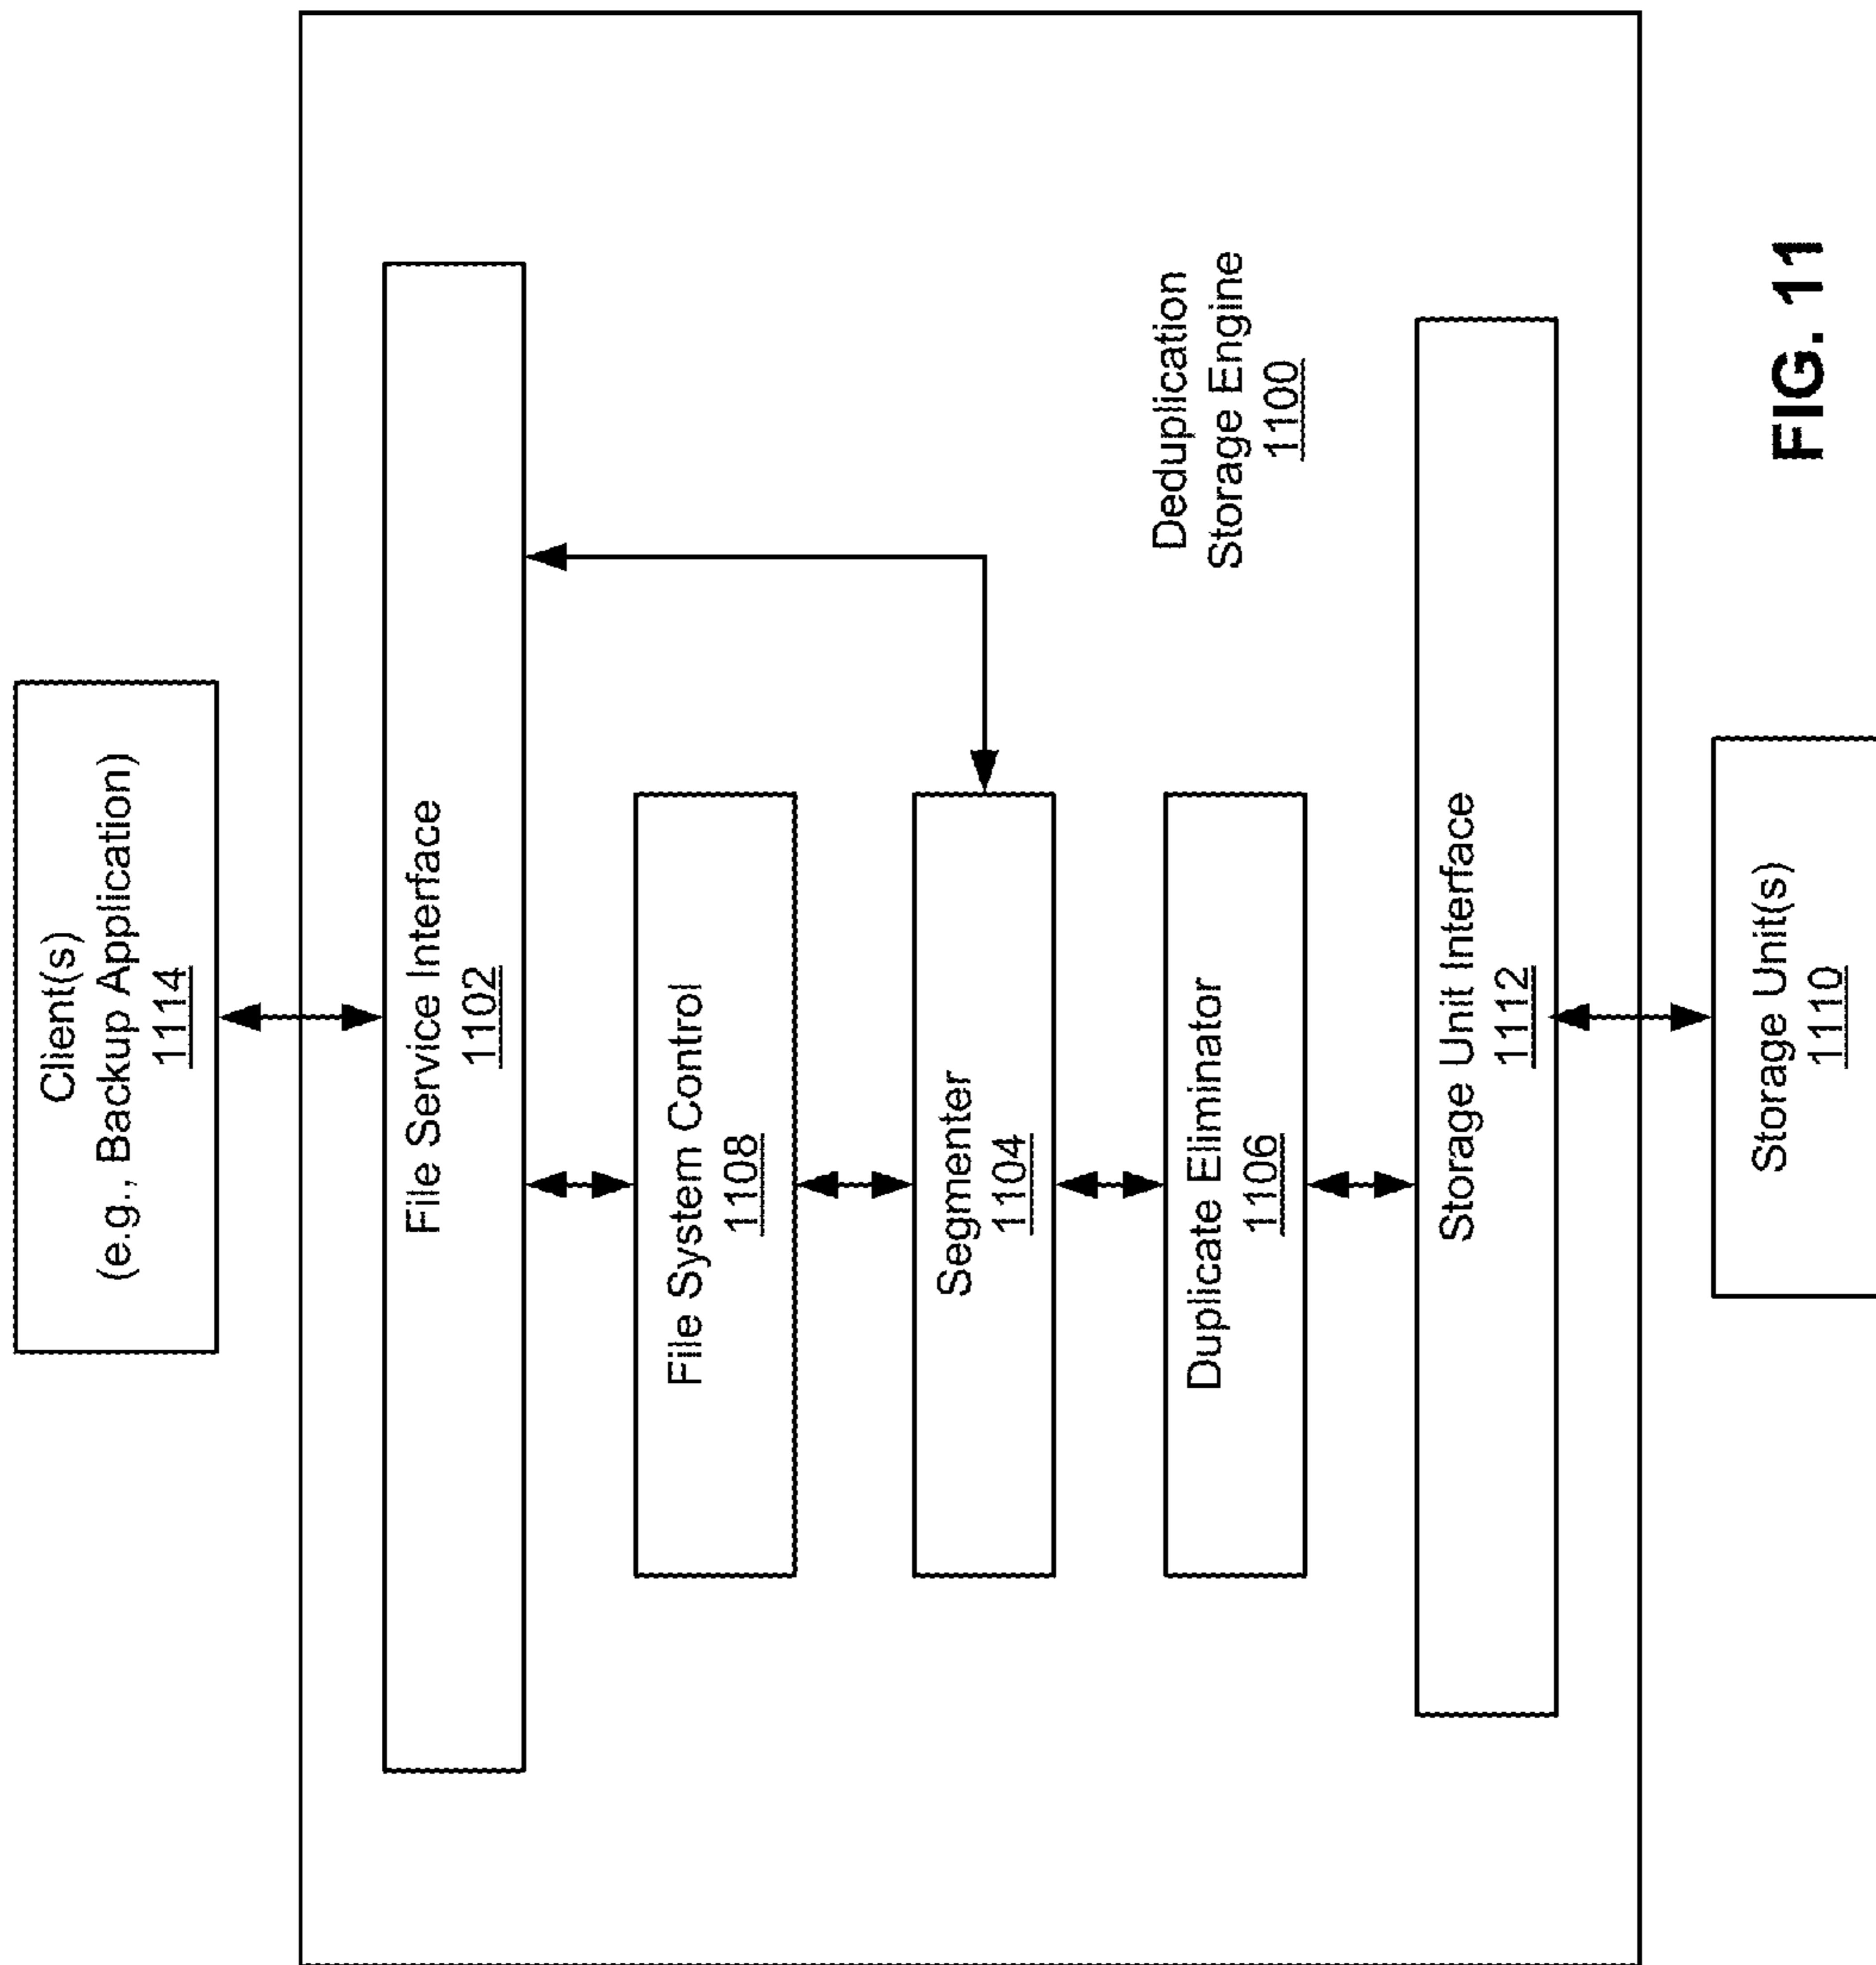 Client(s)
(e.g., Backup Application)
1114
File Service Interface
1102
File System Control
1108
Segmenter
1104
Duplicate Eliminator
1106
Deduplication
Storage Engine
1100
Storage Unit Interface
1112
Storage Unit(s)
1110
FIG. 11